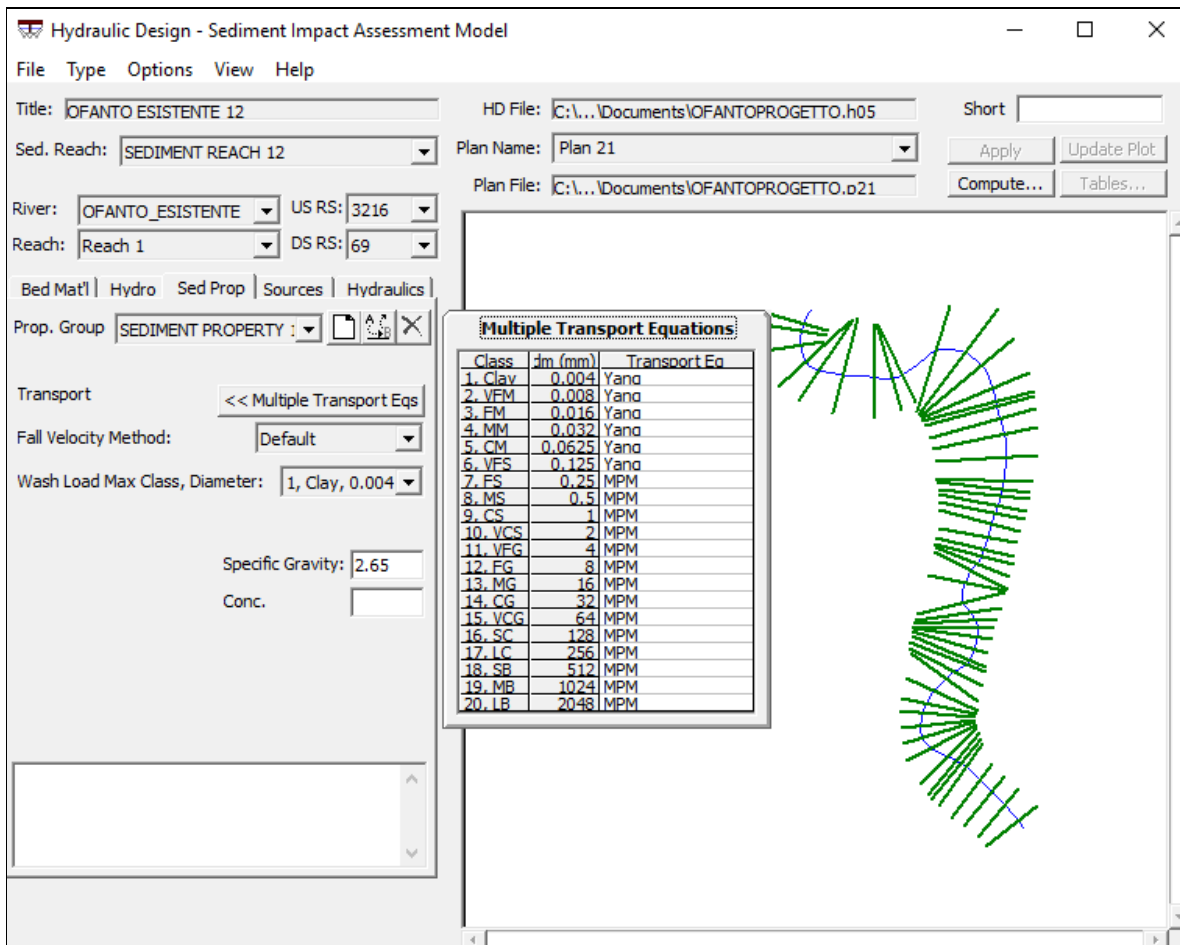 Hydraulic Design - Sediment Impact Assessment Model
File Type Options View Help
Title: OFANTO ESISTENTE 12 HD File: C:\...\Documents\OFANTOPROGETTO.h05 Short
Sed. Reach: SEDIMENT REACH 12 Plan Name: Plan 21 Apply Update Plot
Plan File: C:\...\Documents\OFANTOPROGETTO.p21 Compute... Tables...
River: OFANTO_ESISTENTE US RS: 3216
Reach: Reach 1 DS RS: 69
Bed Mat'l Hydro Sed Prop Sources Hydraulics
Prop. Group SEDIMENT PROPERTY
Transport << Multiple Transport Eqs
Fall Velocity Method: Default
Wash Load Max Class, Diameter: 1, Clay, 0.004
Specific Gravity: 2.65
Conc.
Multiple Transport Equations
Class dm (mm) Transport Eq
1, Clay 0.004 Yang
2, VFM 0.008 Yang
3, FM 0.016 Yang
4, MM 0.032 Yang
5, CM 0.0625 Yang
6, VFS 0.125 Yang
7, FS 0.25 MPM
8, MS 0.5 MPM
9, CS 1 MPM
10, VCS 2 MPM
11, VFG 4 MPM
12, FG 8 MPM
13, MG 16 MPM
14, CG 32 MPM
15, VCG 64 MPM
16, SC 128 MPM
17, LC 256 MPM
18, SB 512 MPM
19, MB 1024 MPM
20, LB 2048 MPM